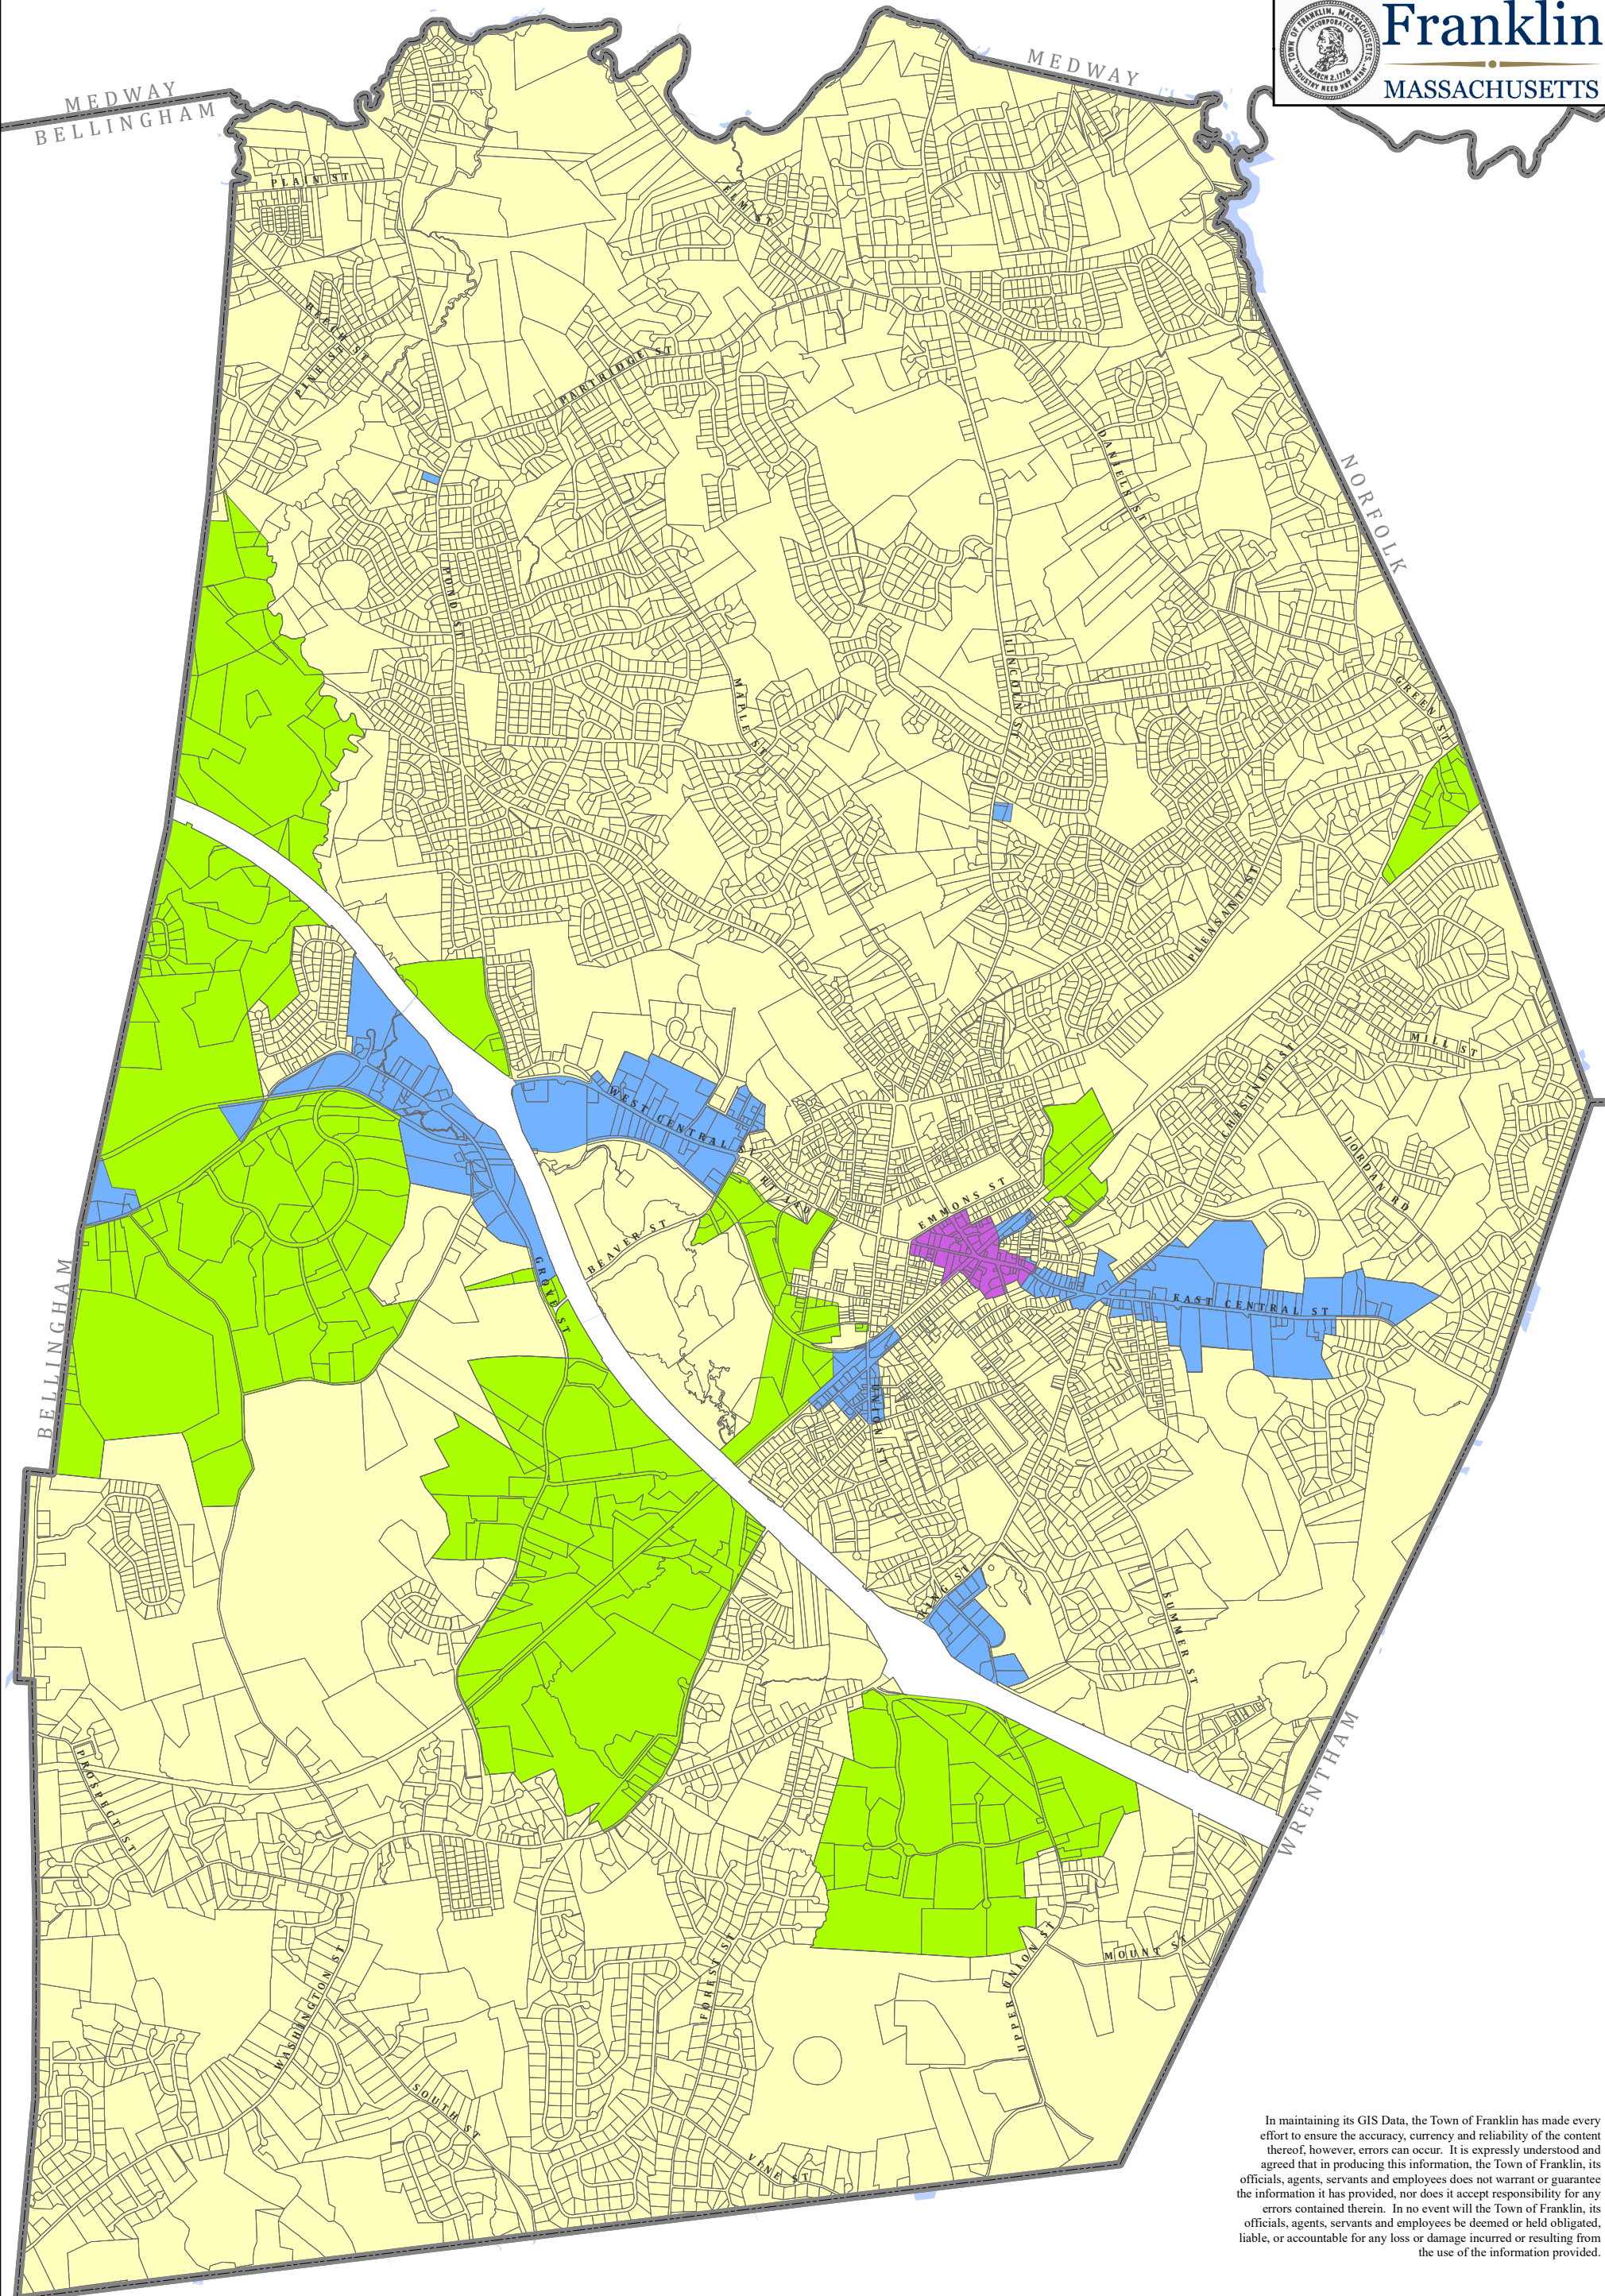 TOWN OF FRANKLIN, MASSACHUSETTS
INCORPORATED
MARCH 2, 1778
INDUSTRY NEED NOT WISH
Franklin
MASSACHUSETTS
MEDWAY
MEDWAY
BELLINGHAM
PLAIN ST
ELM ST
BEECH ST
PINE ST
PARTRIDGE ST
DANIELS ST
NORFOLK
POND ST
LINCOLN ST
MAPLE ST
GREEN ST
PLEASANT ST
MILL ST
CHESTNUT ST
WEST CENTRAL ST
JORDAN RD
RT 140
EMMONS ST
BEAVER ST
GROVE ST
EAST CENTRAL ST
BELLINGHAM
UNION ST
KING ST
SUMMER ST
PROSPECT ST
WRENTHAM
MOUNT ST
UPPER UNION ST
FOREST ST
WASHINGTON ST
SOUTH ST
VINE ST
In maintaining its GIS Data, the Town of Franklin has made every
effort to ensure the accuracy, currency and reliability of the content
thereof, however, errors can occur. It is expressly understood and
agreed that in producing this information, the Town of Franklin, its
officials, agents, servants and employees does not warrant or guarantee
the information it has provided, nor does it accept responsibility for any
errors contained therein. In no event will the Town of Franklin, its
officials, agents, servants and employees be deemed or held obligated,
liable, or accountable for any loss or damage incurred or resulting from
the use of the information provided.